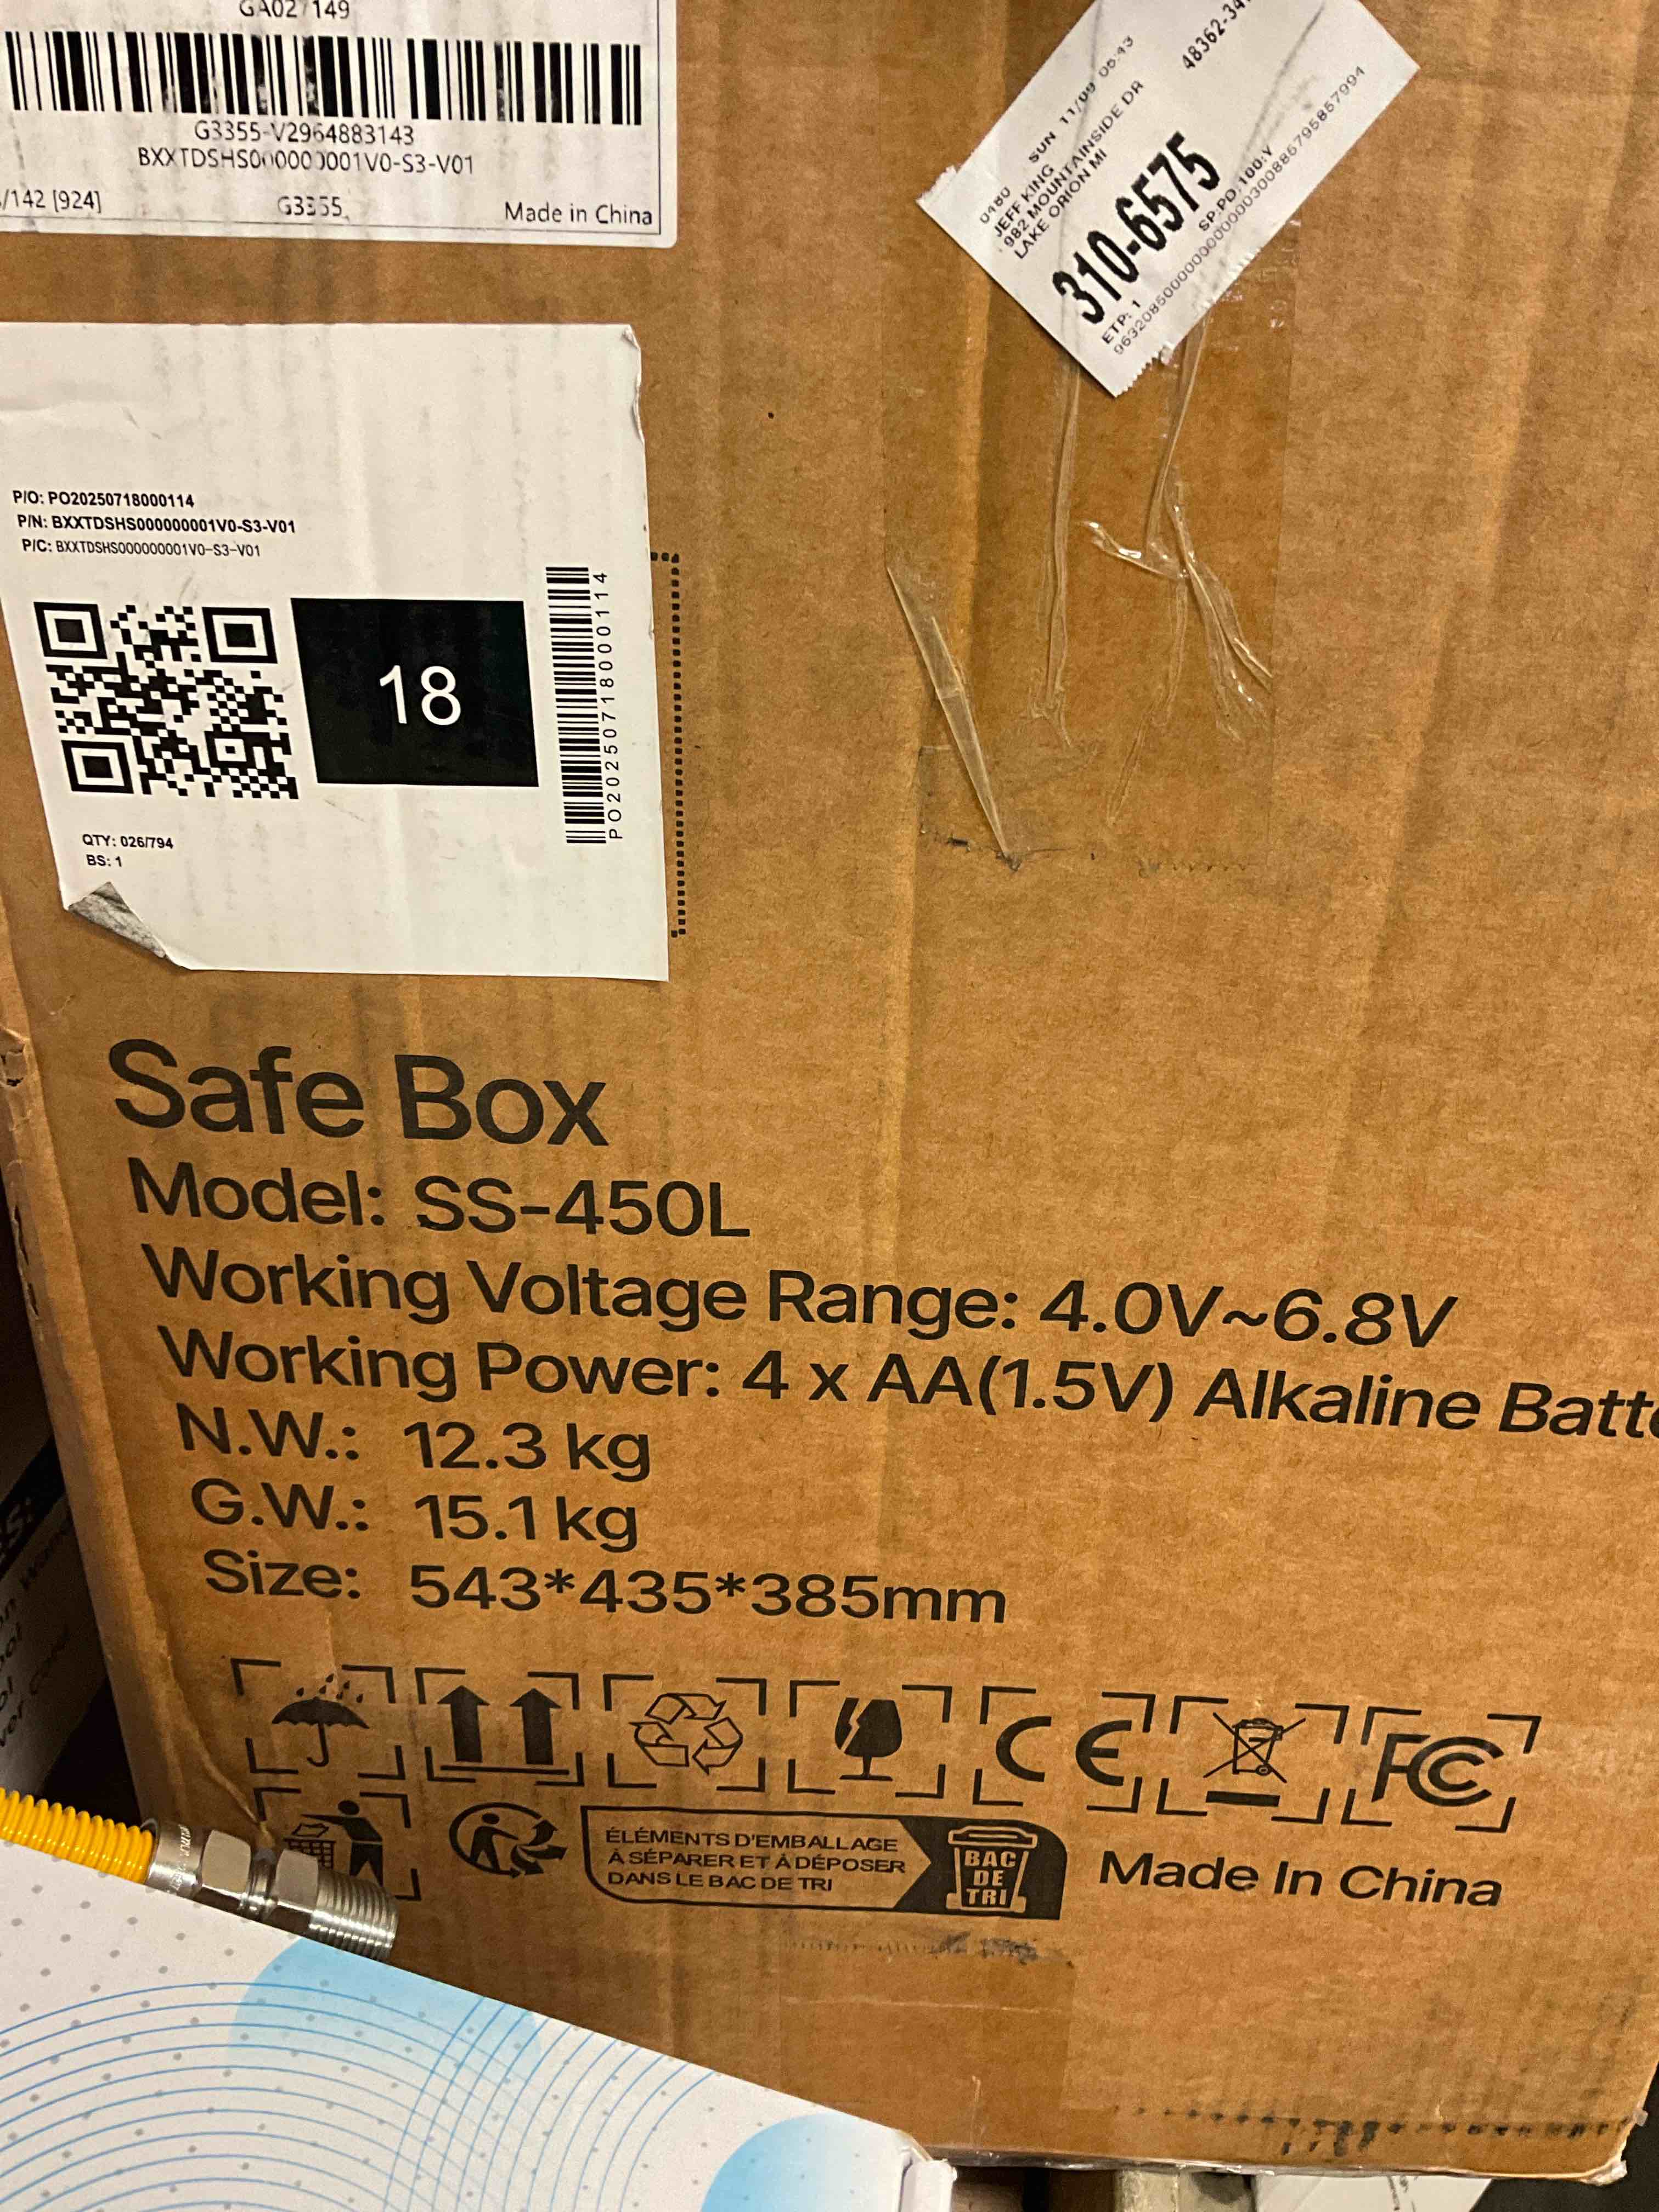 GA02 149
G3355-V2964883143
BXXTDSHS000000001V0-S3-V01
/142 [924]
G3355
Made in China
0480 SUN 11/09 06:43
JEFF KING
982 MOUNTAINSIDE DR
LAKE ORION MI
48362-34
310-6575
ETP: 1
SP.PD.100:Y
P/O: PO20250718000114
P/N: BXXTDSHS000000001V0-S3-V01
P/C: BXXTDSHS000000001V0-S3-V01
18
PO20250718000114
QTY: 026/794
BS: 1
Safe Box
Model: SS-450L
Working Voltage Range: 4.0V~6.8V
Working Power: 4 x AA(1.5V) Alkaline Batte
N.W.: 12.3 kg
G.W.: 15.1 kg
Size: 543*435*385mm
CE
FC
ÉLÉMENTS D'EMBALLAGE
À SÉPARER ET À DÉPOSER
DANS LE BAC DE TRI
BAC
DE
TRI
Made In China